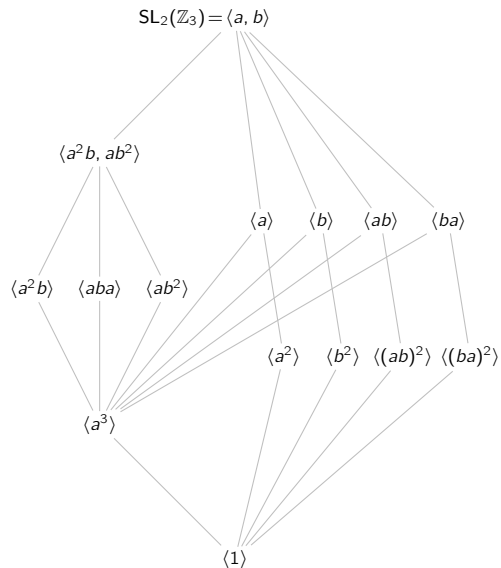 SL₂(ℤ₃) = ⟨a, b⟩
⟨a²b, ab²⟩
⟨a⟩ ⟨b⟩ ⟨ab⟩ ⟨ba⟩
⟨a²b⟩ ⟨aba⟩ ⟨ab²⟩
⟨a²⟩ ⟨b²⟩ ⟨(ab)²⟩ ⟨(ba)²⟩
⟨a³⟩
⟨1⟩